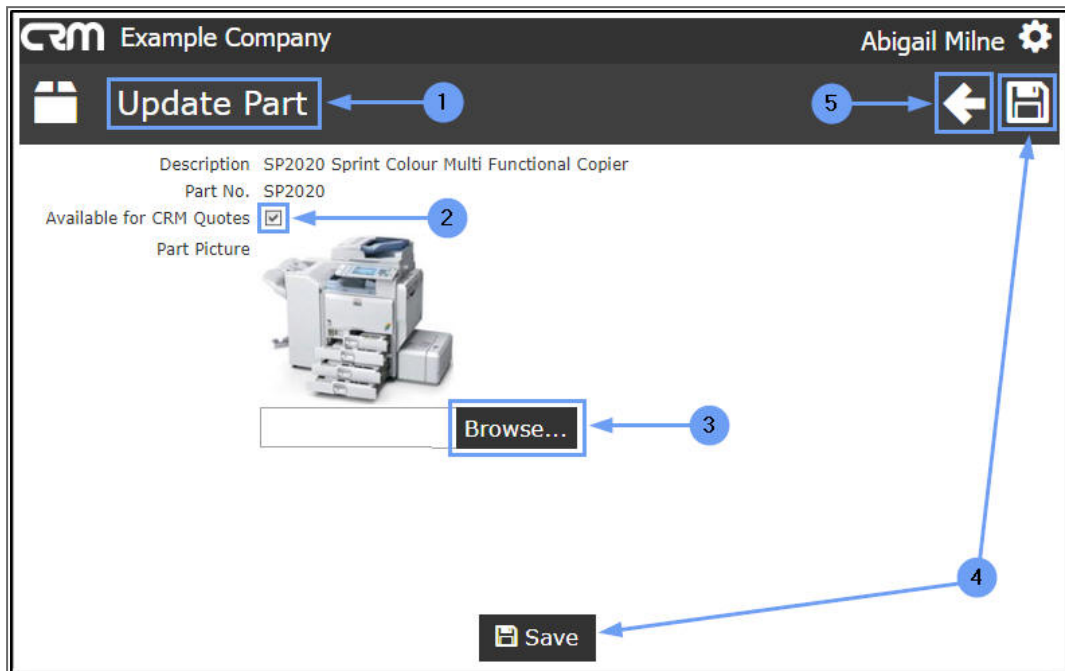 CRM Example Company
Abigail Milne
Update Part
1
5
Description SP2020 Sprint Colour Multi Functional Copier
Part No. SP2020
Available for CRM Quotes
2
Part Picture
Browse...
3
4
Save